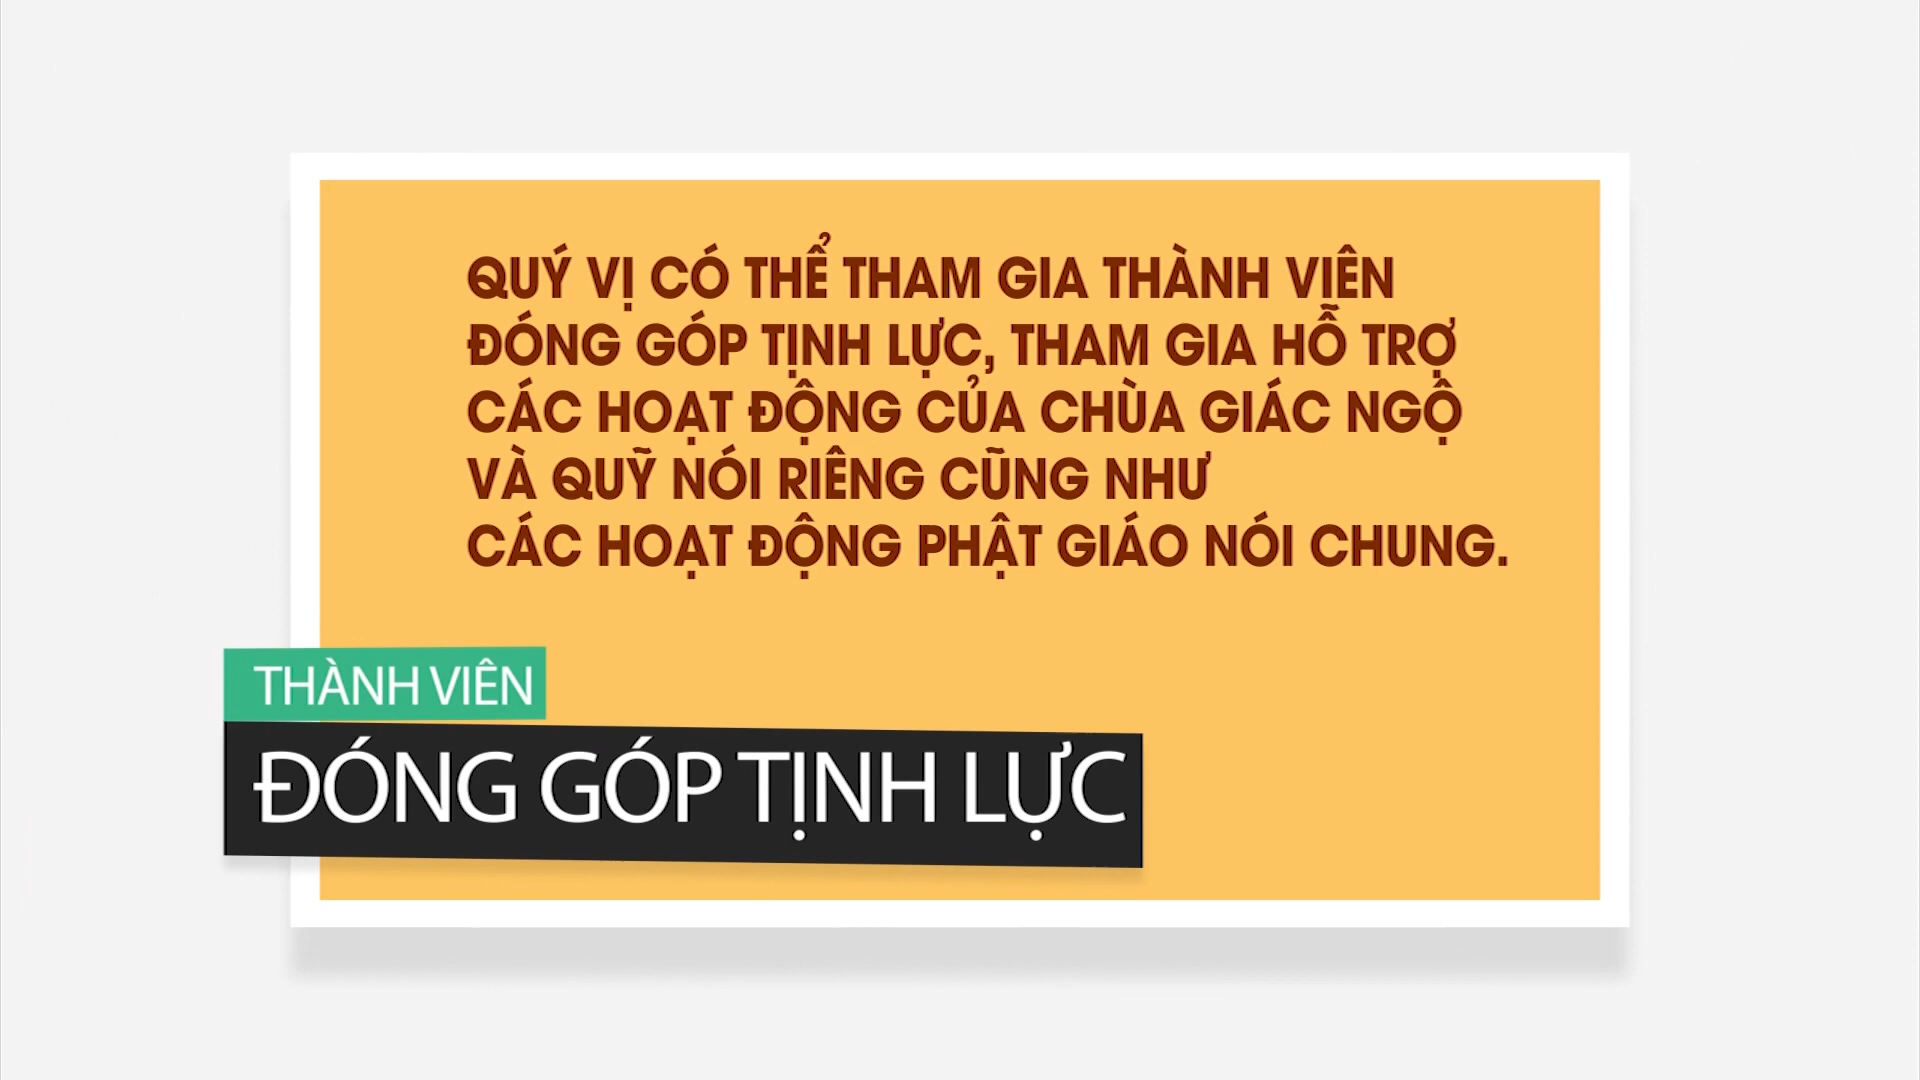 QUÝ VỊ CÓ THỂ THAM GIA THÀNH VIÊN
ĐÓNG GÓP TỊNH LỰC, THAM GIA HỖ TRỢ
CÁC HOẠT ĐỘNG CỦA CHÙA GIÁC NGỘ
VÀ QUỸ NÓI RIÊNG CŨNG NHƯ
CÁC HOẠT ĐỘNG PHẬT GIÁO NÓI CHUNG.
THÀNH VIÊN
ĐÓNG GÓP TỊNH LỰC